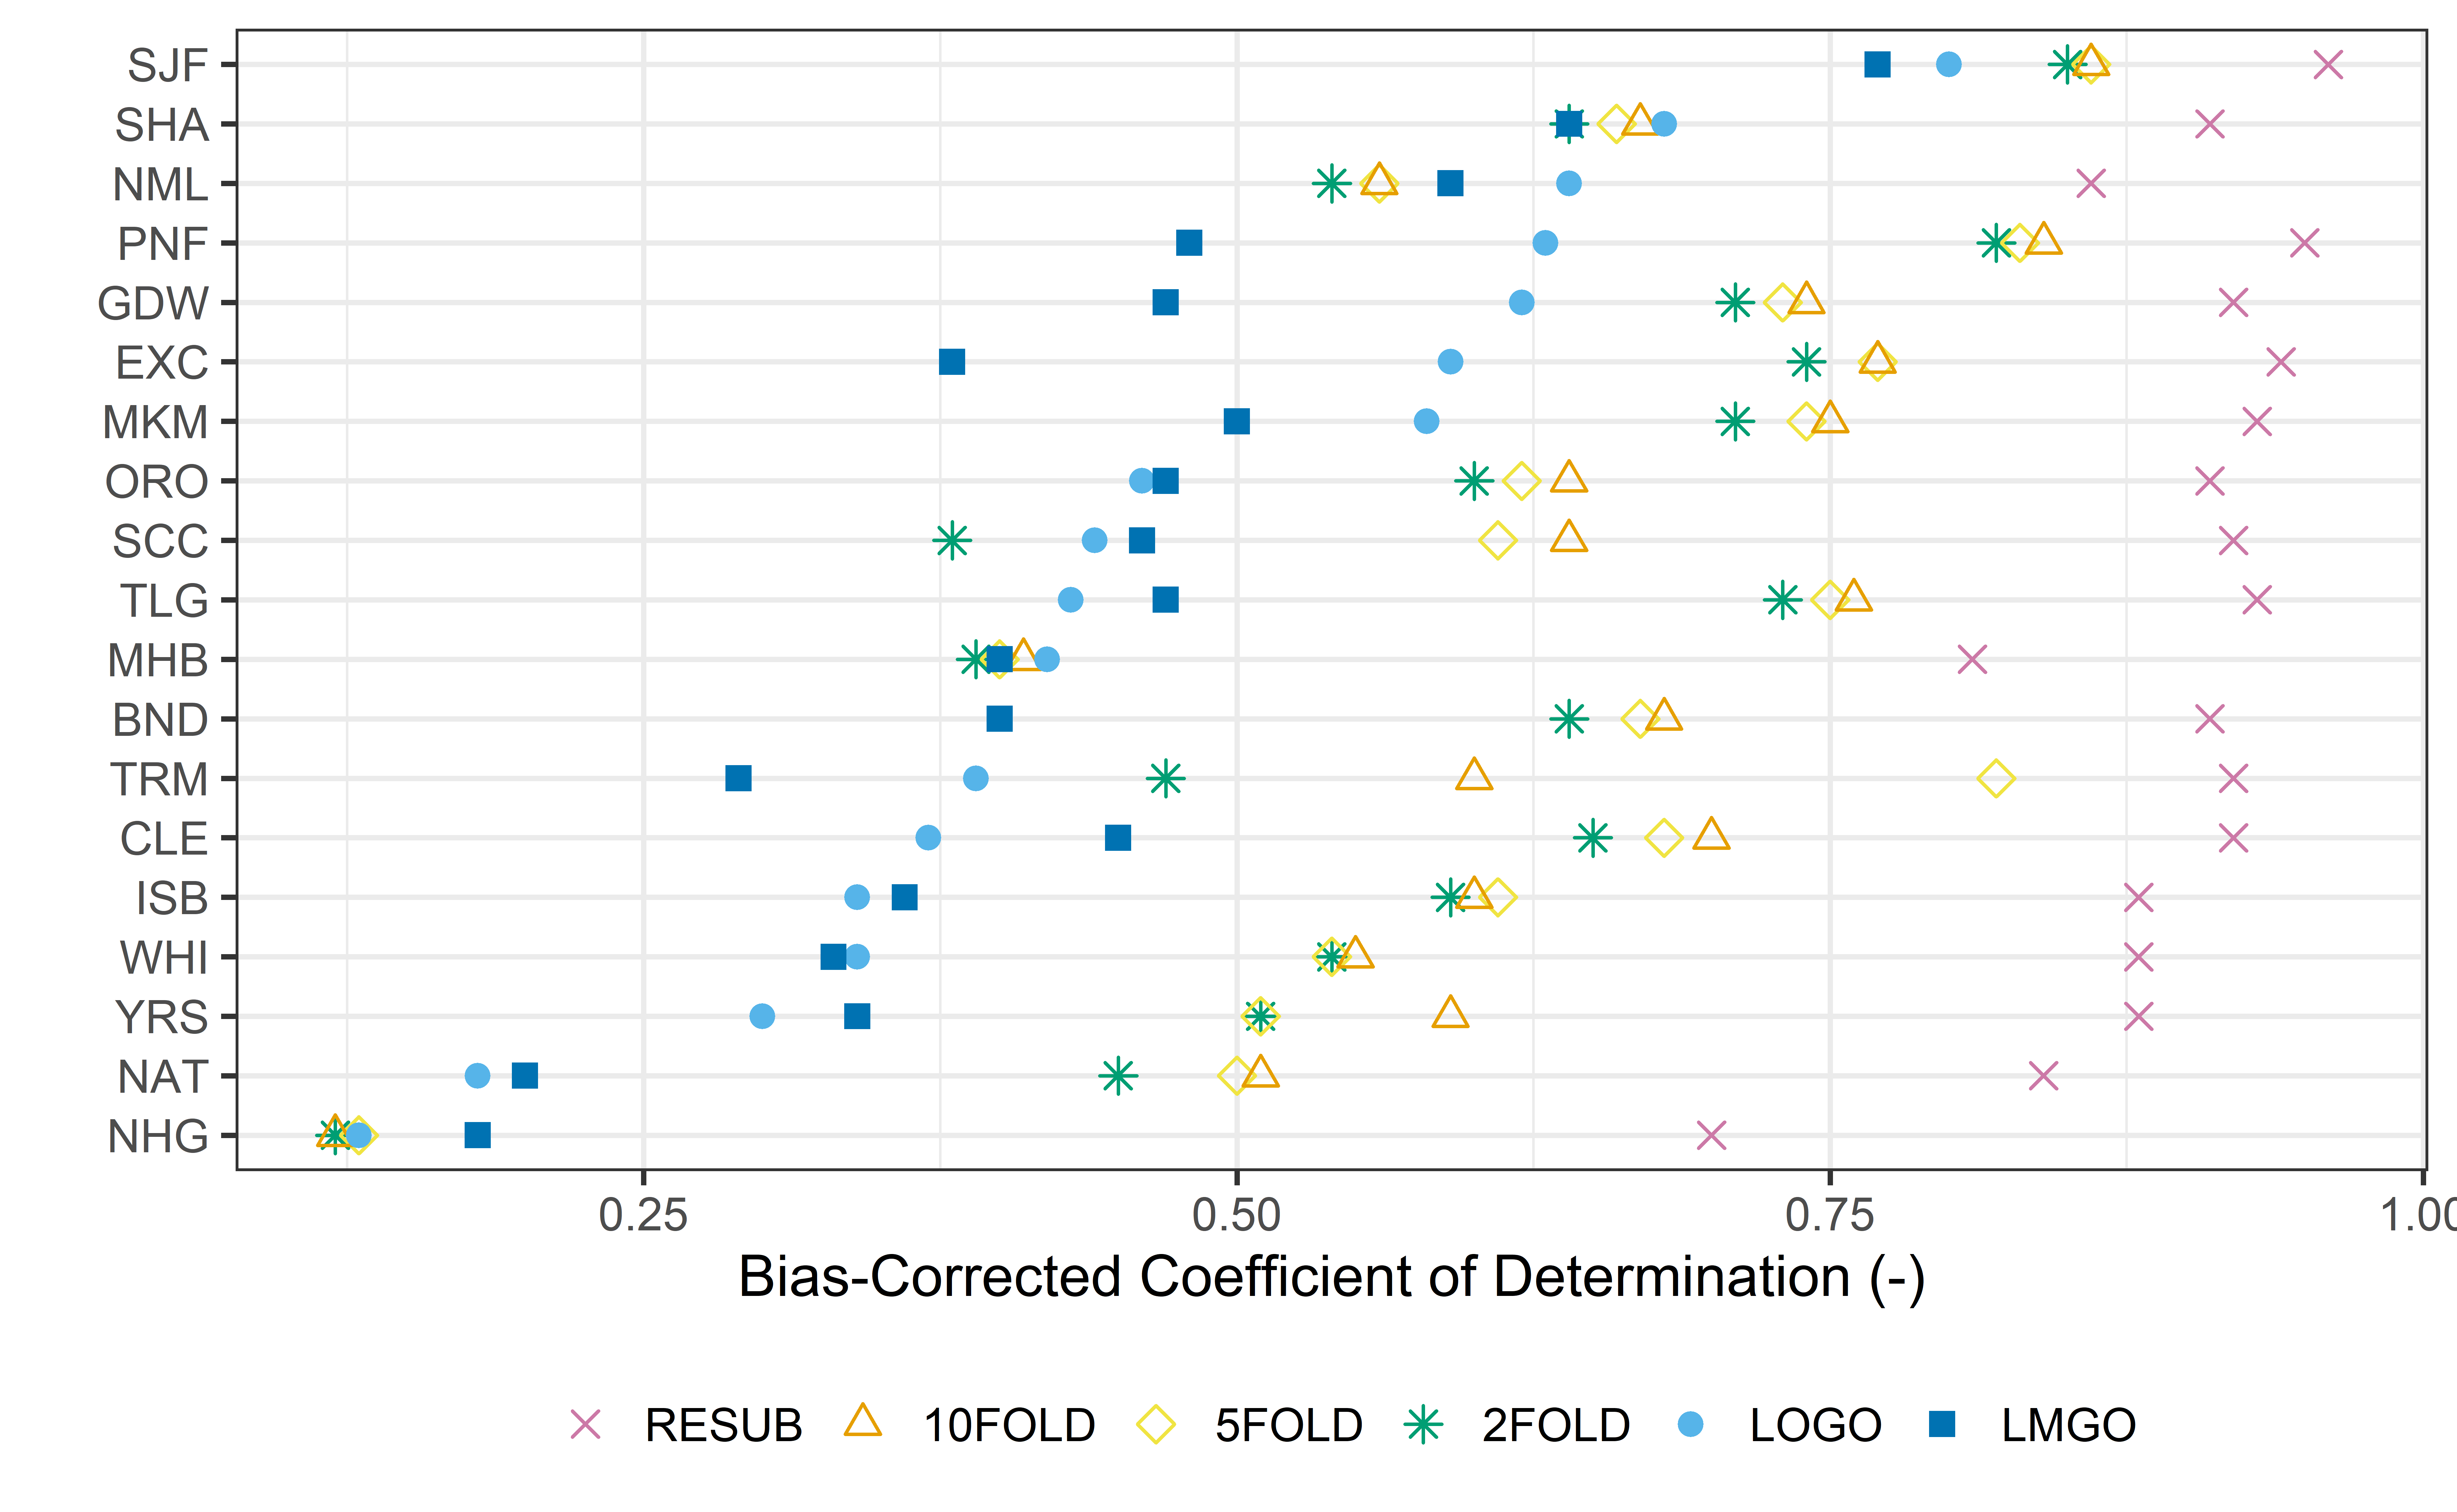 SJF
SHA
NML
PNF
GDW
EXC
MKM
ORO
SCC
TLG
MHB
BND
TRM
CLE
ISB
WHI
YRS
NAT
NHG
0.25 0.50 0.75 1.00
Bias-Corrected Coefficient of Determination (-)
RESUB 10FOLD 5FOLD 2FOLD LOGO LMGO